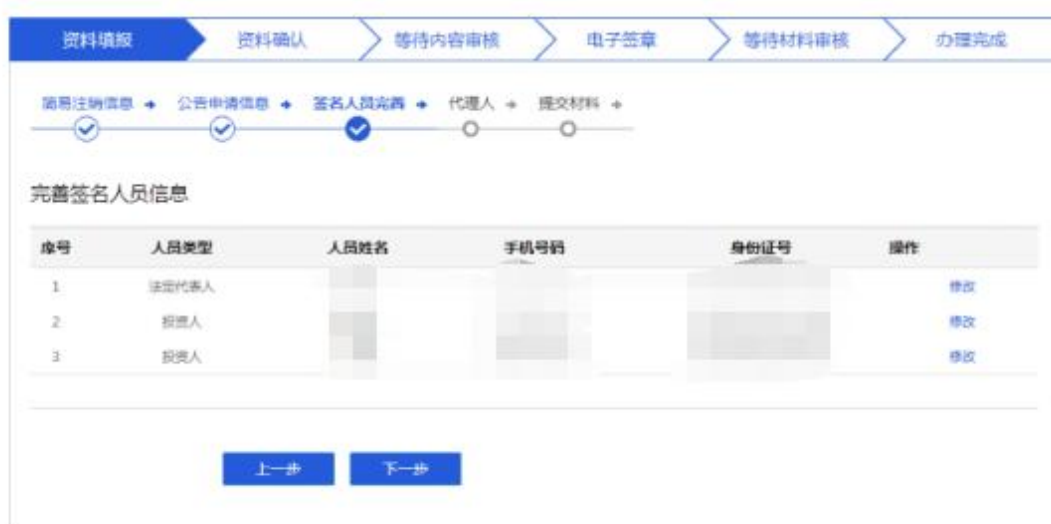 资料填报 资料确认 等待内容审核 电子签章 等待材料审核 办理完成
简易注销信息 公告申请信息 签名人员完善 代理人 提交材料
完善签名人员信息
序号 人员类型 人员姓名 手机号码 身份证号 操作
1 法定代表人 修改
2 投资人 修改
3 投资人 修改
上一步 下一步